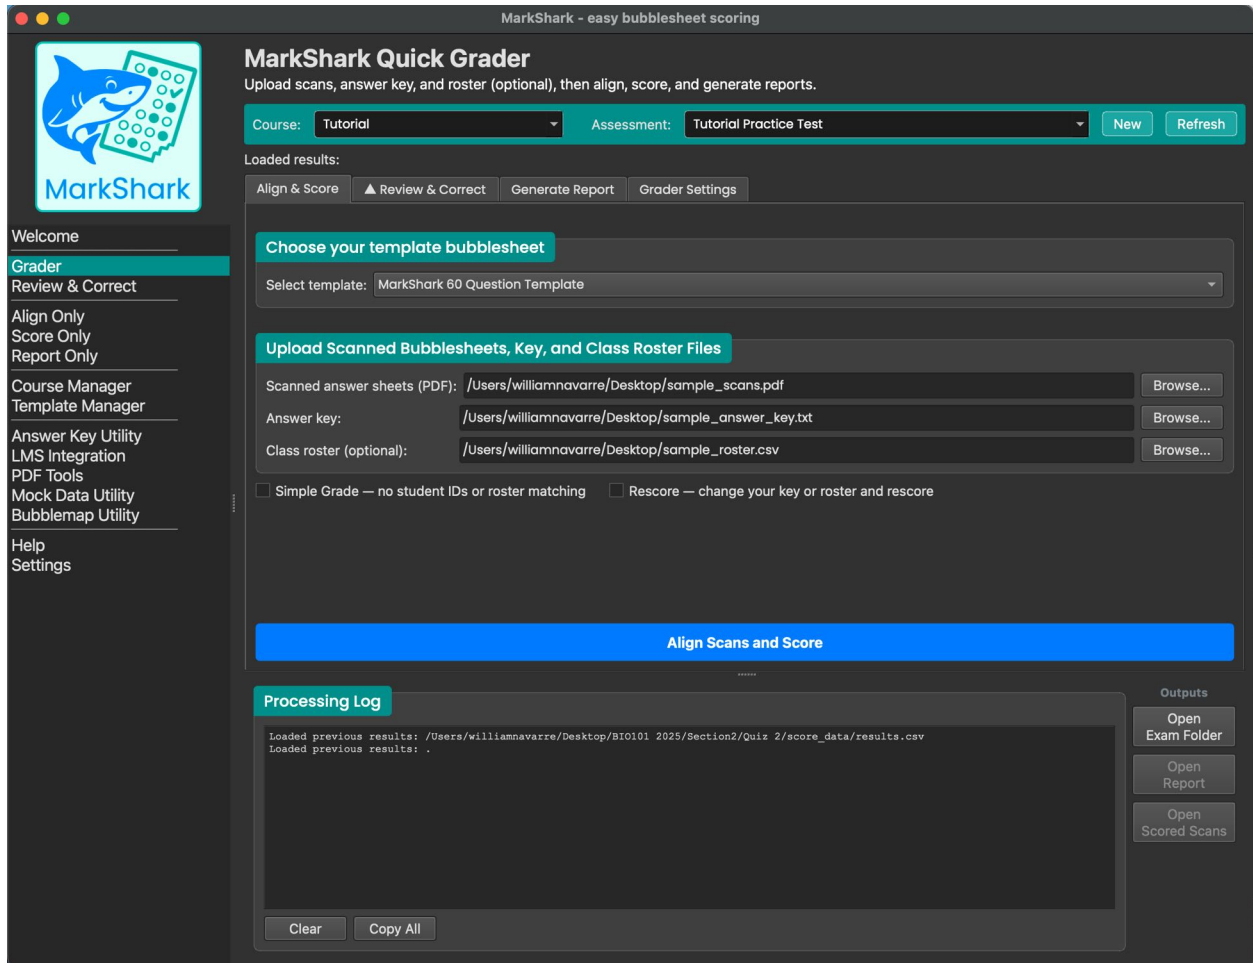 MarkShark - easy bubblesheet scoring
MarkShark
Welcome
Grader
Review & Correct
Align Only
Score Only
Report Only
Course Manager
Template Manager
Answer Key Utility
LMS Integration
PDF Tools
Mock Data Utility
Bubblemap Utility
Help
Settings
MarkShark Quick Grader
Upload scans, answer key, and roster (optional), then align, score, and generate reports.
Course: Tutorial Assessment: Tutorial Practice Test New Refresh
Loaded results:
Align & Score ▲ Review & Correct Generate Report Grader Settings
Choose your template bubblesheet
Select template: MarkShark 60 Question Template
Upload Scanned Bubblesheets, Key, and Class Roster Files
Scanned answer sheets (PDF): /Users/williamnavarre/Desktop/sample_scans.pdf Browse...
Answer key: /Users/williamnavarre/Desktop/sample_answer_key.txt Browse...
Class roster (optional): /Users/williamnavarre/Desktop/sample_roster.csv Browse...
Simple Grade — no student IDs or roster matching Rescore — change your key or roster and rescore
Align Scans and Score
Processing Log
Loaded previous results: /Users/williamnavarre/Desktop/BIO101 2025/Section2/Quiz 2/score_data/results.csv
Loaded previous results: .
Clear Copy All
Outputs
Open
Exam Folder
Open
Report
Open
Scored Scans